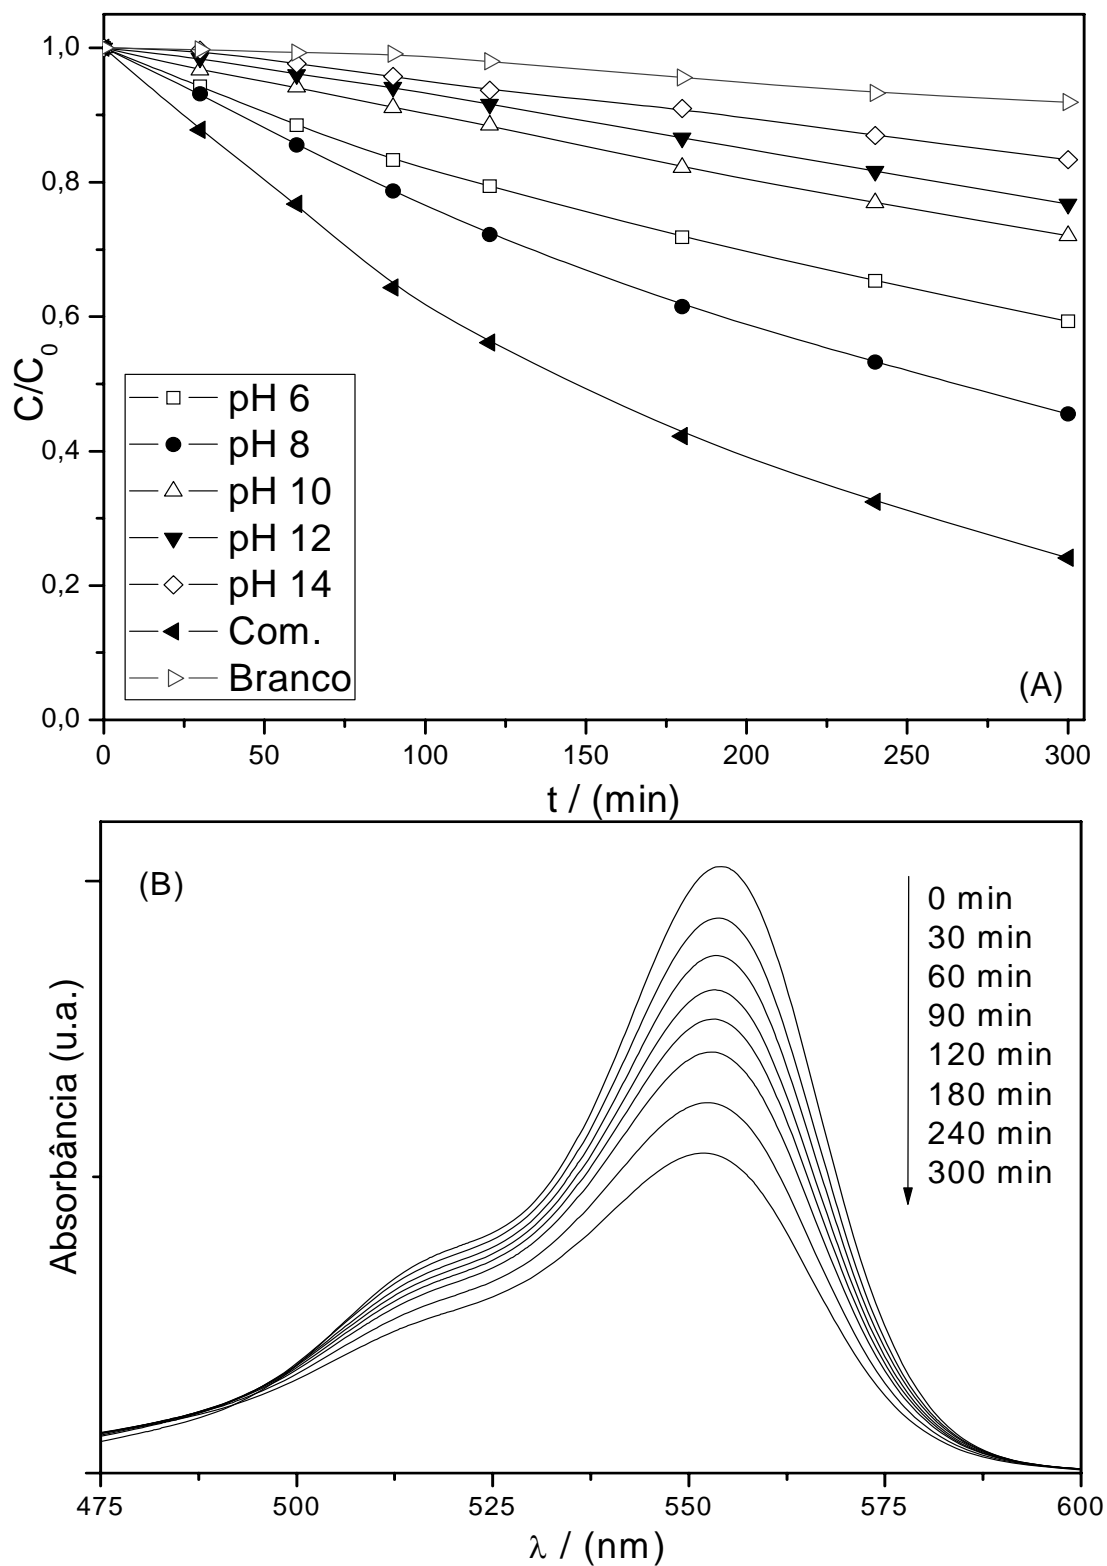 1,0
0,8
0,6
0,4
0,2
0,0
C/C0
pH 6
pH 8
pH 10
pH 12
pH 14
Com.
Branco
(A)
0 50 100 150 200 250 300
t / (min)
(B)
0 min
30 min
60 min
90 min
120 min
180 min
240 min
300 min
Absorbância (u.a.)
475 500 525 550 575 600
λ / (nm)